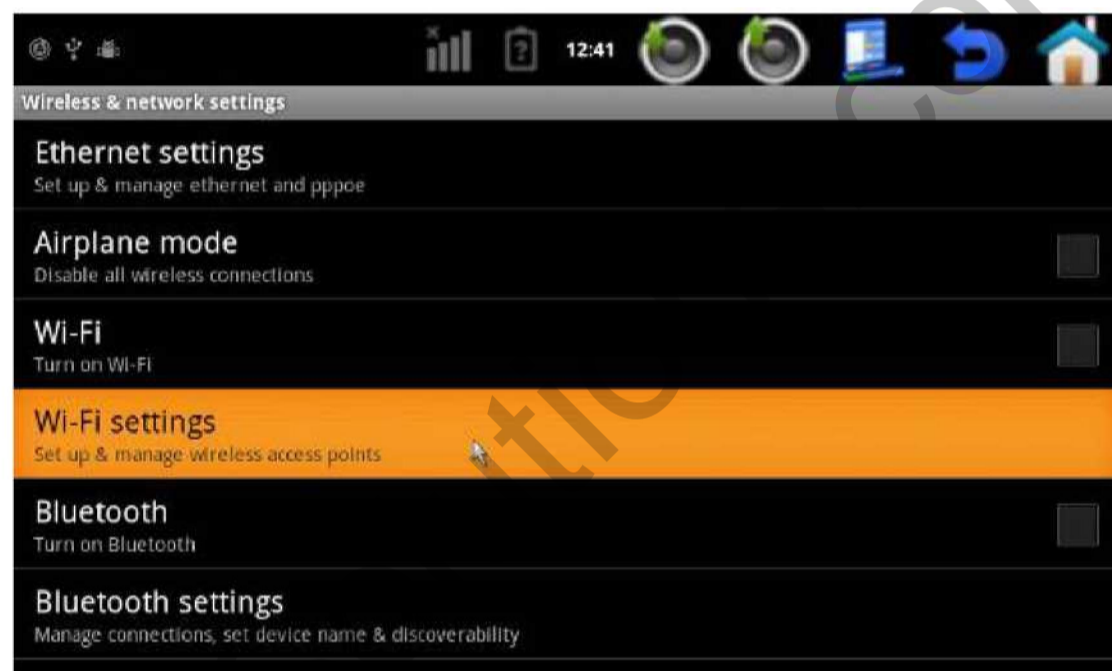 12:41
Wireless & network settings
Ethernet settings
Set up & manage ethernet and pppoe
Airplane mode
Disable all wireless connections
Wi-Fi
Turn on Wi-Fi
Wi-Fi settings
Set up & manage wireless access points
Bluetooth
Turn on Bluetooth
Bluetooth settings
Manage connections, set device name & discoverability